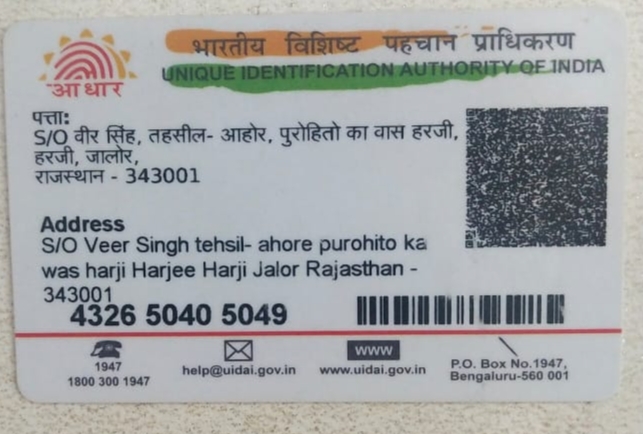 भारतीय विशिष्ट पहचान प्राधिकरण
UNIQUE IDENTIFICATION AUTHORITY OF INDIA
आधार
पत्ता:
S/O वीर सिंह, तहसील- आहोर, पुरोहितो का वास हरजी,
हरजी, जालोर,
राजस्थान - 343001
Address
S/O Veer Singh tehsil- ahore purohito ka
was harji Harjee Harji Jalor Rajasthan -
343001
4326 5040 5049
1947
1800 300 1947
help@uidai.gov.in
WWW
www.uidai.gov.in
P.O. Box No.1947,
Bengaluru-560 001